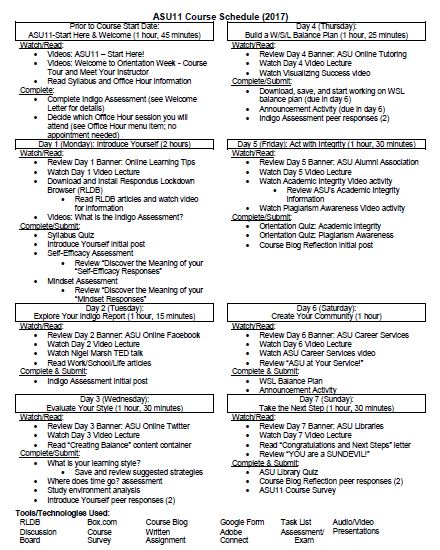 ASU11 Course Schedule (2017)
Prior to Course Start Date:
ASU11-Start Here & Welcome (1 hour, 45 minutes)
Watch/Read:
• Videos: ASU11 – Start Here!
• Videos: Welcome to Orientation Week - Course
Tour and Meet Your Instructor
• Read Syllabus and Office Hour Information
Complete:
• Complete Indigo Assessment (see Welcome
Letter for details)
• Decide which Office Hour session you will
attend (see Office Hour menu item; no
appointment needed)
Day 1 (Monday): Introduce Yourself (2 hours)
Watch/Read:
• Review Day 1 Banner: Online Learning Tips
• Watch Day 1 Video Lecture
• Download and Install Respondus Lockdown
Browser (RLDB)
• Read RLDB articles and watch video
for information
• Videos: What is the Indigo Assessment?
Complete/Submit:
• Syllabus Quiz
• Introduce Yourself Initial post
• Self-Efficacy Assessment
• Review "Discover the Meaning of your
"Self-Efficacy Responses"
• Mindset Assessment
• Review "Discover the Meaning of your
"Mindset Responses"
Day 2 (Tuesday):
Explore Your Indigo Report (1 hour, 15 minutes)
Watch/Read:
• Review Day 2 Banner: ASU Online Facebook
• Watch Day 2 Video Lecture
• Watch Nigel Marsh TED talk
• Read Work/School/Life articles
Complete & Submit:
• Indigo Assessment Initial post
Day 3 (Wednesday):
Evaluate Your Style (1 hour, 30 minutes)
Watch/Read:
• Review Day 3 Banner: ASU Online Twitter
• Watch Day 3 Video Lecture
• Read "Creating Balance" content container
Complete/Submit:
• What is your learning style?
• Save and review suggested strategies
• Where does time go? assessment
• Study environment analysis
• Introduce Yourself peer responses (2)
Day 4 (Thursday):
Build a W/S/L Balance Plan (1 hour, 25 minutes)
Watch/Read:
• Review Day 4 Banner: ASU Online Tutoring
• Watch Day 4 Video Lecture
• Watch Visualizing Success video
Complete/Submit:
• Download, save, and start working on WSL
balance plan (due in day 6)
• Announcement Activity (due in day 6)
• Indigo Assessment peer responses (2)
Day 5 (Friday): Act with Integrity (1 hour, 30 minutes)
Watch/Read:
• Review Day 5 Banner: ASU Alumni Association
• Watch Day 5 Video Lecture
• Watch Academic Integrity Video activity
• Review ASU's Academic Integrity
Information
• Watch Plagiarism Awareness Video activity
Complete/Submit:
• Orientation Quiz: Academic Integrity
• Orientation Quiz: Plagiarism Awareness
• Course Blog Reflection Initial post
Day 6 (Saturday):
Create Your Community (1 hour)
Watch/Read:
• Review Day 6 Banner: ASU Career Services
• Watch Day 6 Video Lecture
• Watch ASU Career Services video
• Review "ASU at Your Service!"
Complete & Submit:
• WSL Balance Plan
• Announcement Activity
Day 7 (Sunday):
Take the Next Step (1 hour, 30 minutes)
Watch/Read:
• Review Day 7 Banner: ASU Libraries
• Watch Day 7 Video Lecture
• Read "Congratulations and Next Steps" letter
• Review "YOU are a SUNDEVIL!"
Complete & Submit:
• ASU Library Quiz
• Course Blog Reflection peer responses (2)
• ASU11 Course Survey
Tools/Technologies Used:
RLDB Box.com Course Blog Google Form Task List Audio/Video
Discussion Course Written Adobe Assessment/ Presentations
Board Survey Assignment Connect Exam